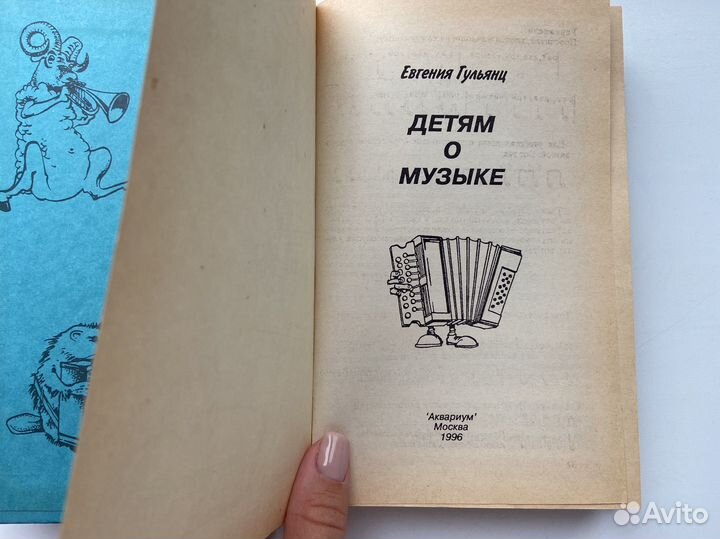 Евгения Гульянц
ДЕТЯМ
О
МУЗЫКЕ
'Аквариум'
Москва
1996
Avito